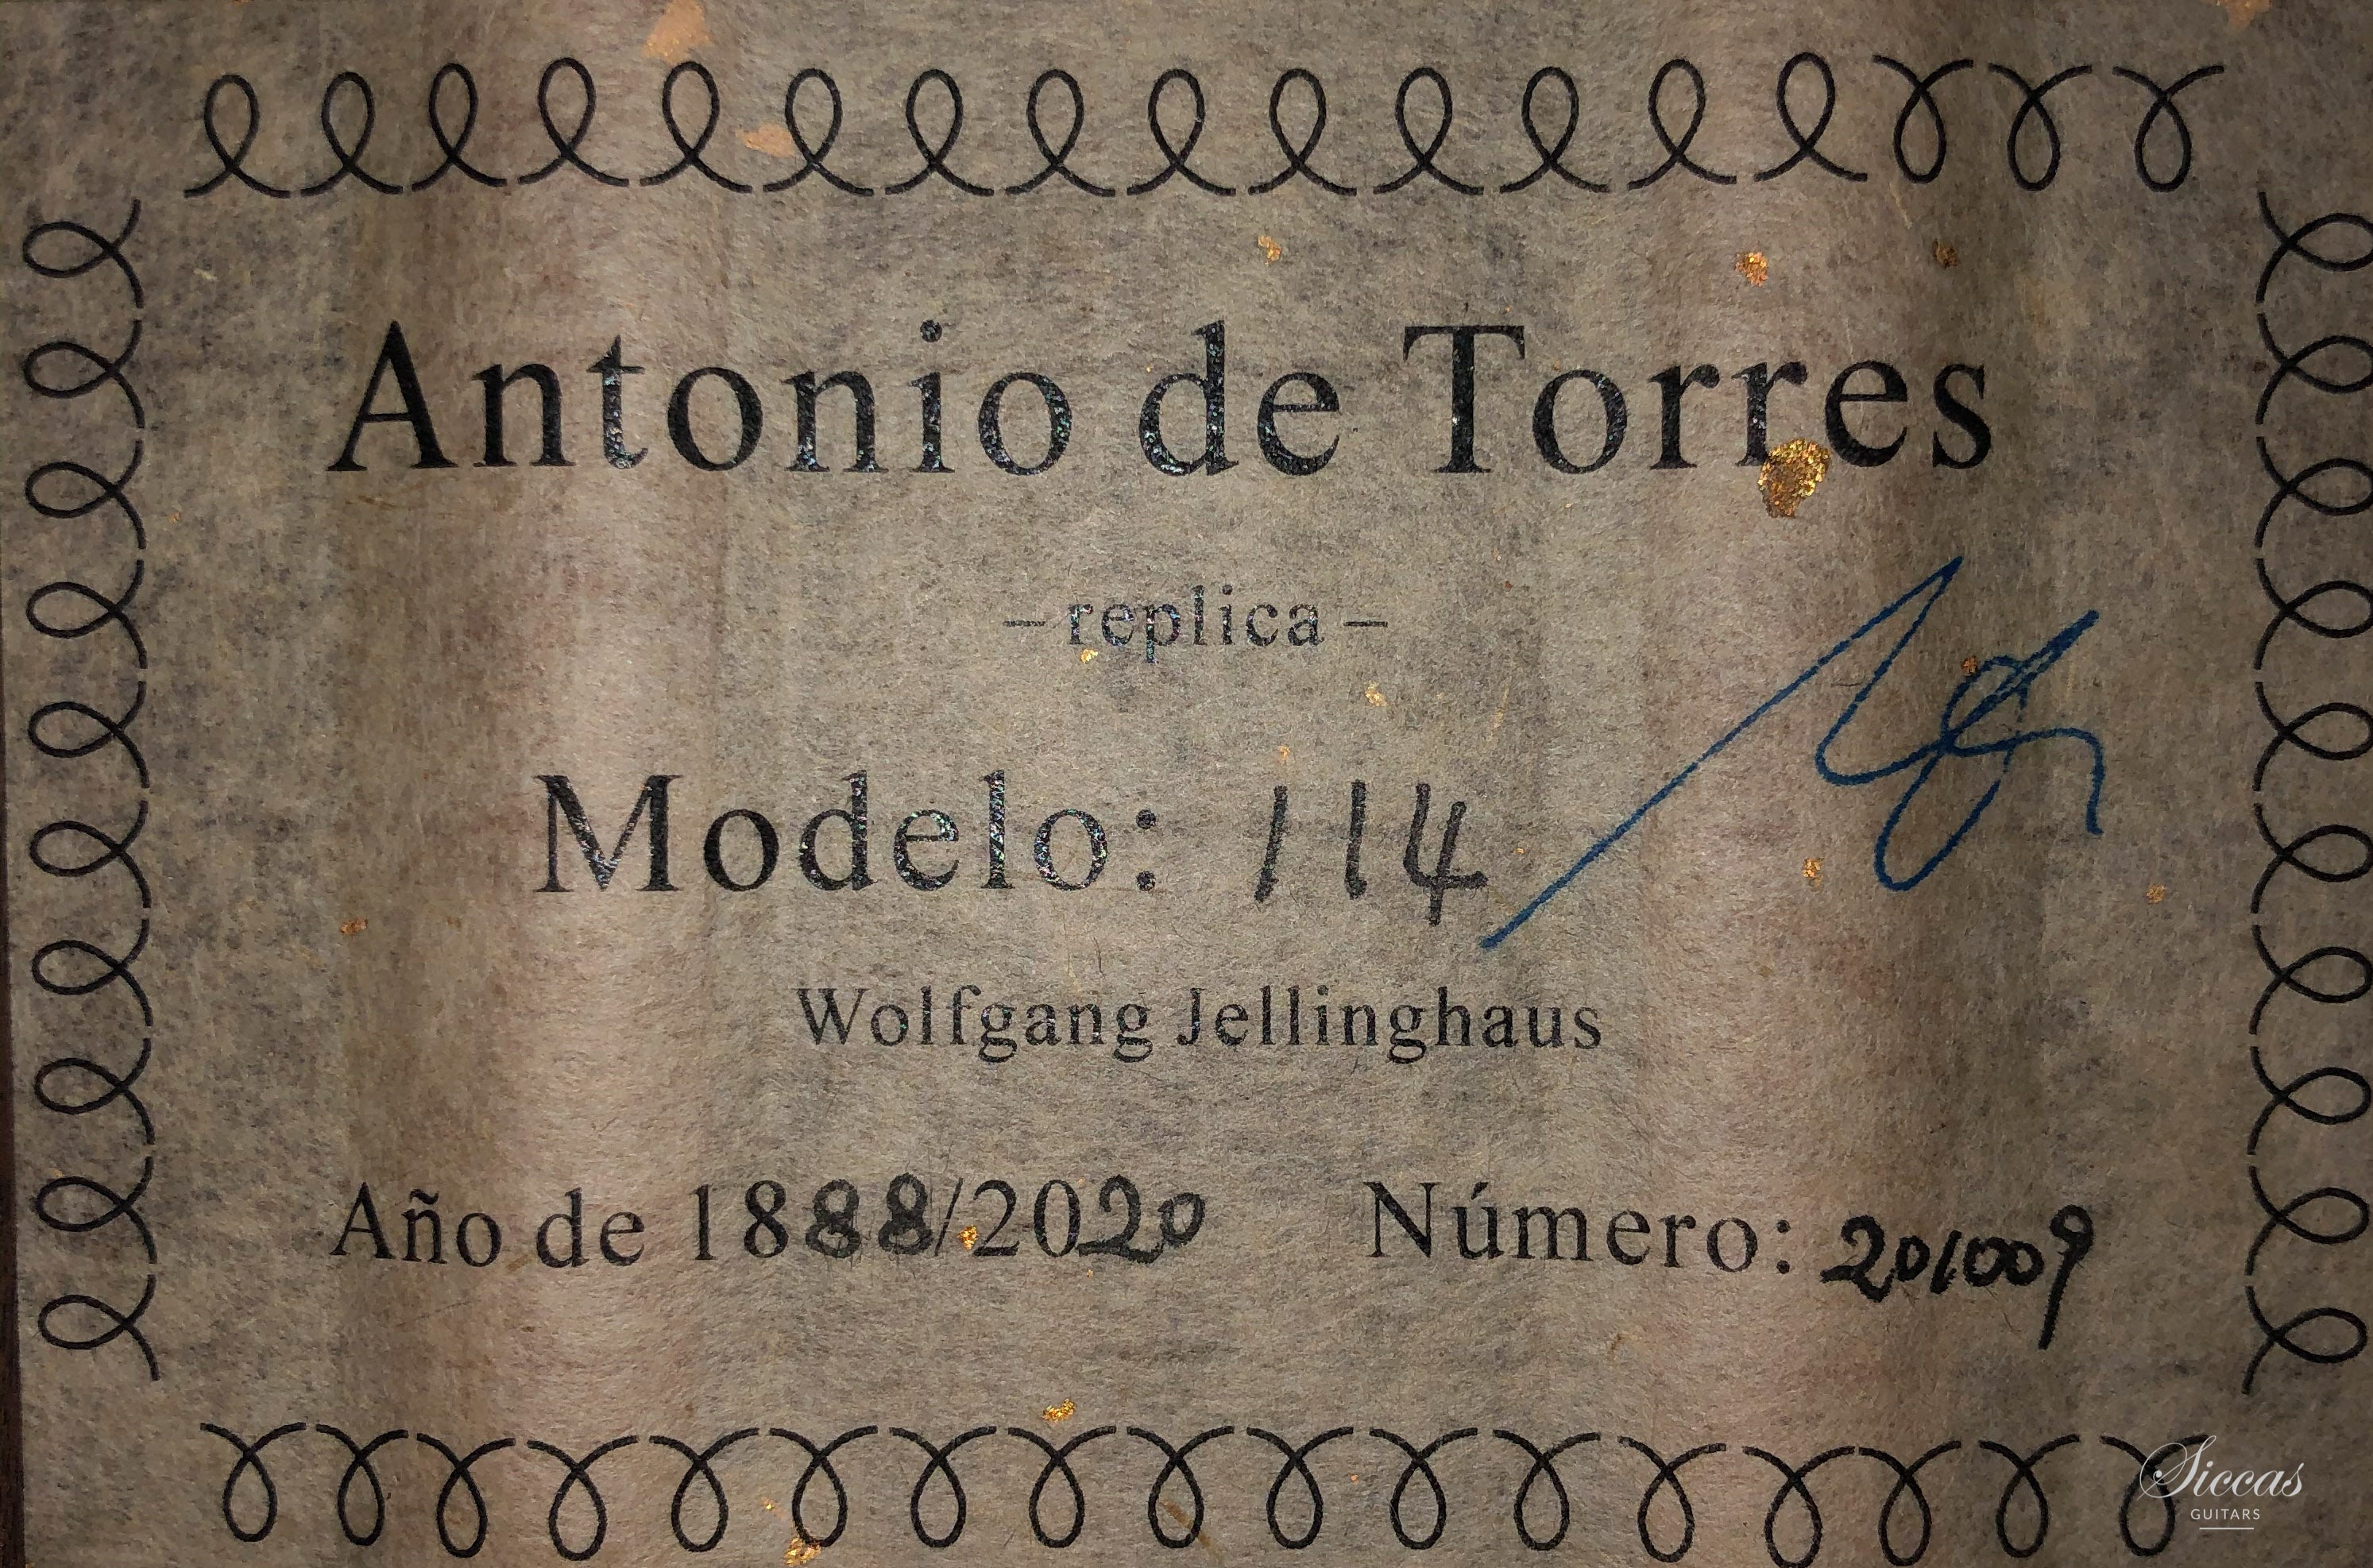 Antonio de Torres
– replica –
Modelo: 114
Wolfgang Jellinghaus
Año de 1888/2020 Número: 201009
Siccas
GUITARS